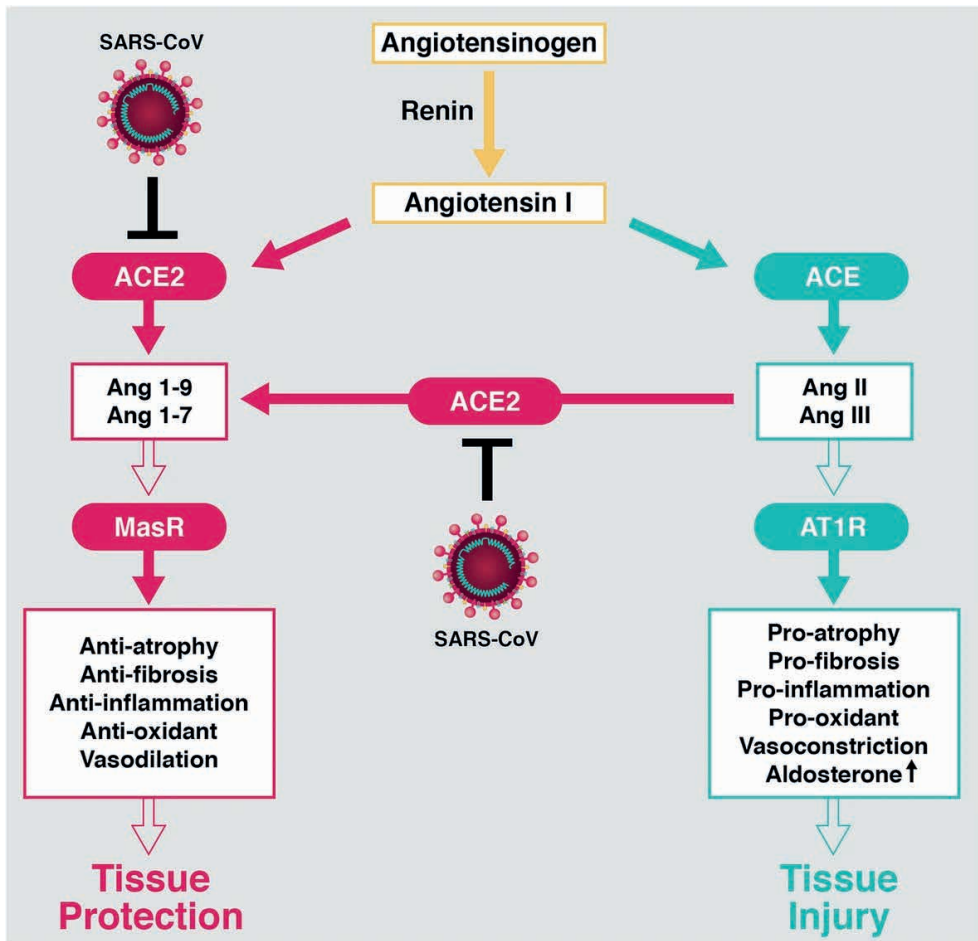 SARS-CoV
Angiotensinogen
Renin
Angiotensin I
ACE2
ACE
Ang 1-9
Ang 1-7
ACE2
Ang II
Ang III
MasR
AT1R
SARS-CoV
Anti-atrophy
Anti-fibrosis
Anti-inflammation
Anti-oxidant
Vasodilation
Pro-atrophy
Pro-fibrosis
Pro-inflammation
Pro-oxidant
Vasoconstriction
Aldosterone↑
Tissue
Protection
Tissue
Injury